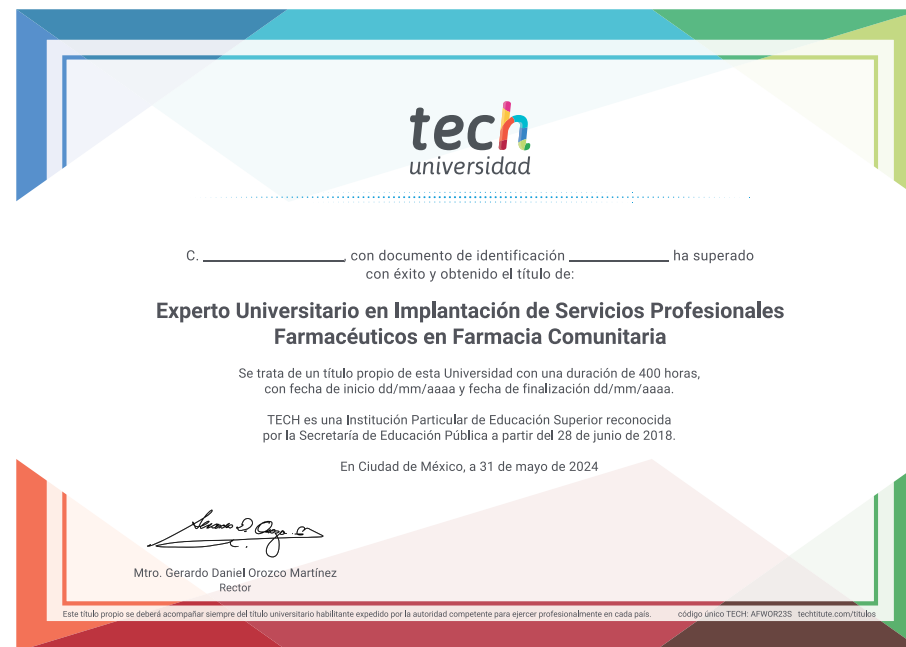 tech
universidad
C. ____________, con documento de identificación ____________ ha superado
con éxito y obtenido el título de:
Experto Universitario en Implantación de Servicios Profesionales
Farmacéuticos en Farmacia Comunitaria
Se trata de un título propio de esta Universidad con una duración de 400 horas,
con fecha de inicio dd/mm/aaaa y fecha de finalización dd/mm/aaaa.
TECH es una Institución Particular de Educación Superior reconocida
por la Secretaría de Educación Pública a partir del 28 de junio de 2018.
En Ciudad de México, a 31 de mayo de 2024
Mtro. Gerardo Daniel Orozco Martínez
Rector
Este título propio se deberá acompañar siempre del título universitario habilitante expedido por la autoridad competente para ejercer profesionalmente en cada país. código único TECH: AFWOR23S techtitute.com/titulos